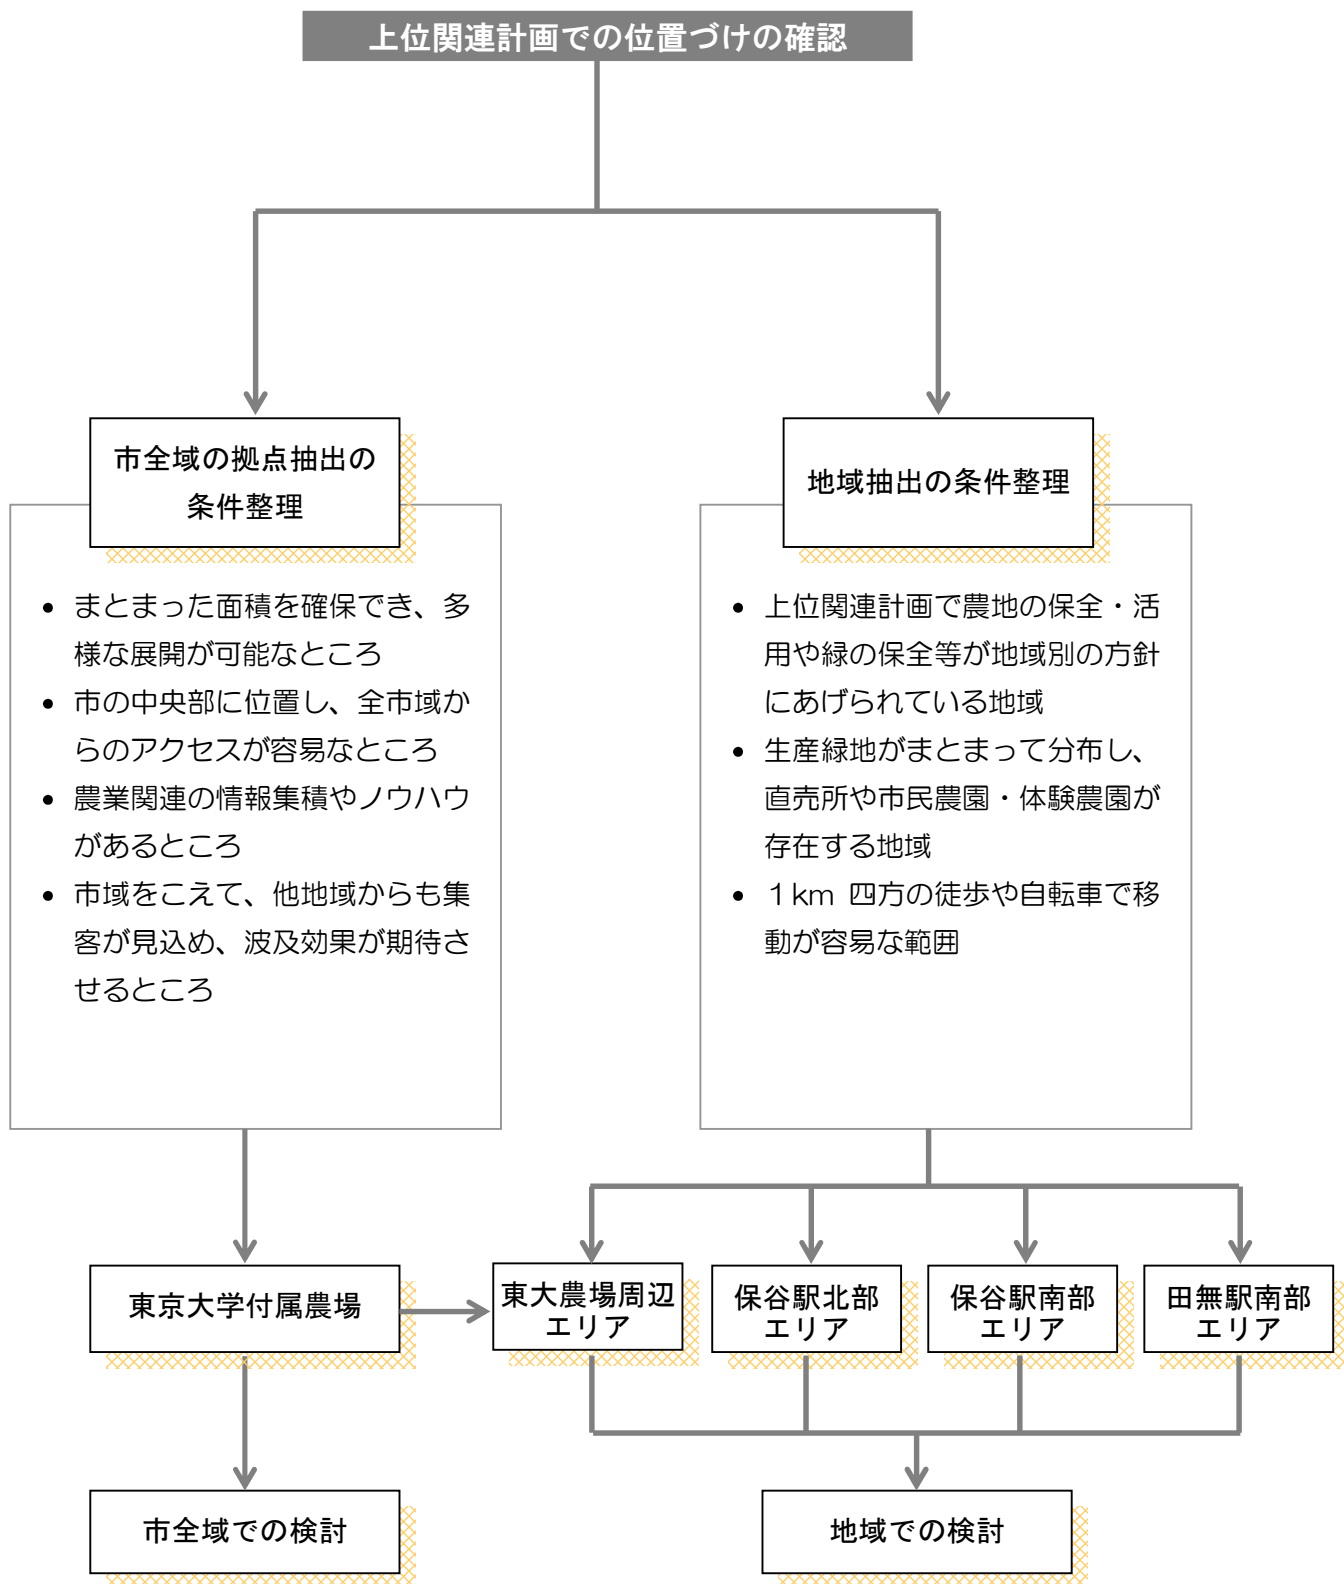 上位関連計画での位置づけの確認
市全域の拠点抽出の
条件整理
• まとまった面積を確保でき、多
様な展開が可能なところ
• 市の中央部に位置し、全市域か
らのアクセスが容易なところ
• 農業関連の情報集積やノウハウ
があるところ
• 市域をこえて、他地域からも集
客が見込め、波及効果が期待さ
せるところ
地域抽出の条件整理
• 上位関連計画で農地の保全・活
用や緑の保全等が地域別の方針
にあげられている地域
• 生産緑地がまとまって分布し、
直売所や市民農園・体験農園が
存在する地域
• １km 四方の徒歩や自転車で移
動が容易な範囲
東京大学付属農場
東大農場周辺
エリア
保谷駅北部
エリア
保谷駅南部
エリア
田無駅南部
エリア
市全域での検討
地域での検討